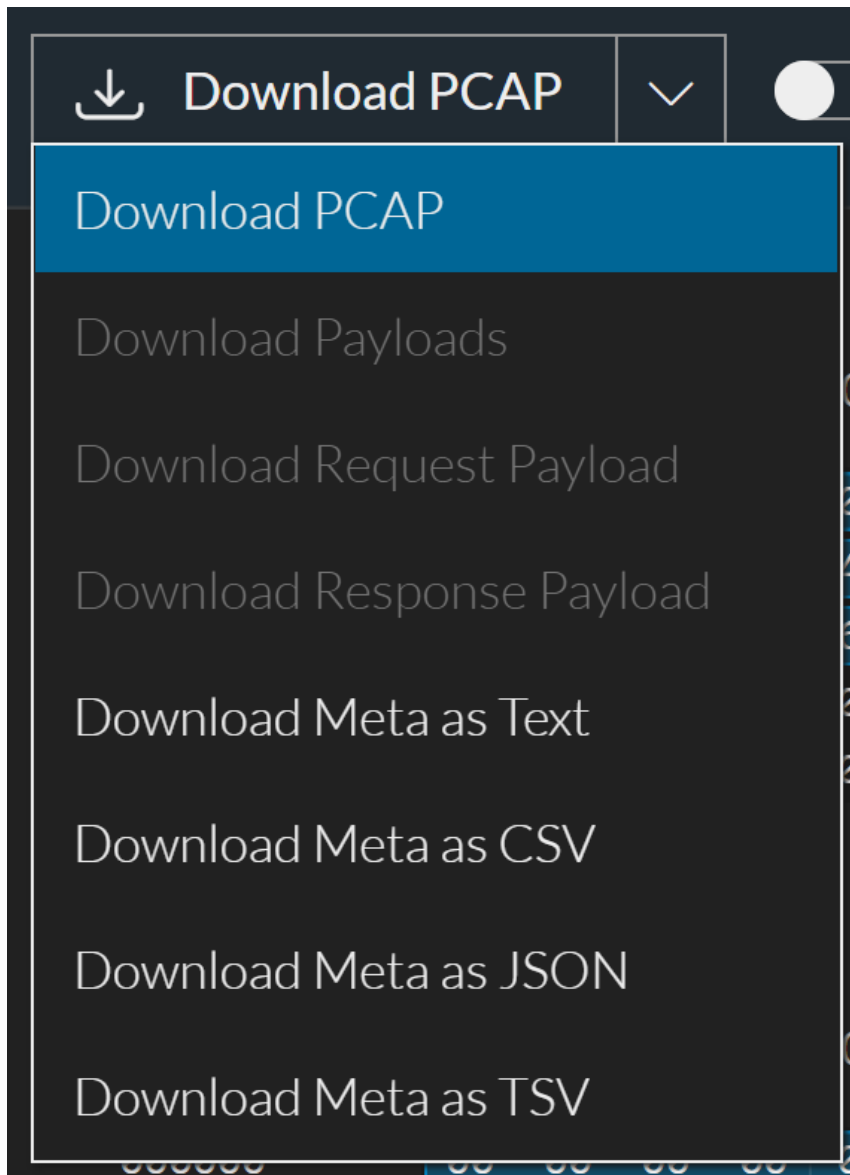 Download PCAP
Download PCAP
Download Payloads
Download Request Payload
Download Response Payload
Download Meta as Text
Download Meta as CSV
Download Meta as JSON
Download Meta as TSV